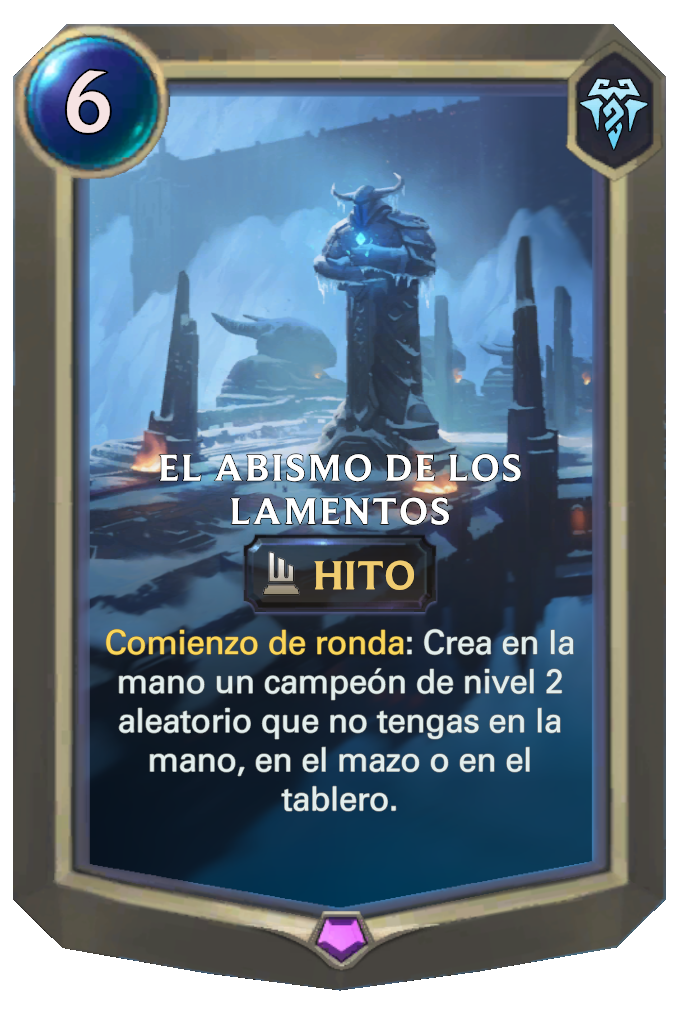 6
EL ABISMO DE LOS
LAMENTOS
HITO
Comienzo de ronda: Crea en la
mano un campeón de nivel 2
aleatorio que no tengas en la
mano, en el mazo o en el
tablero.